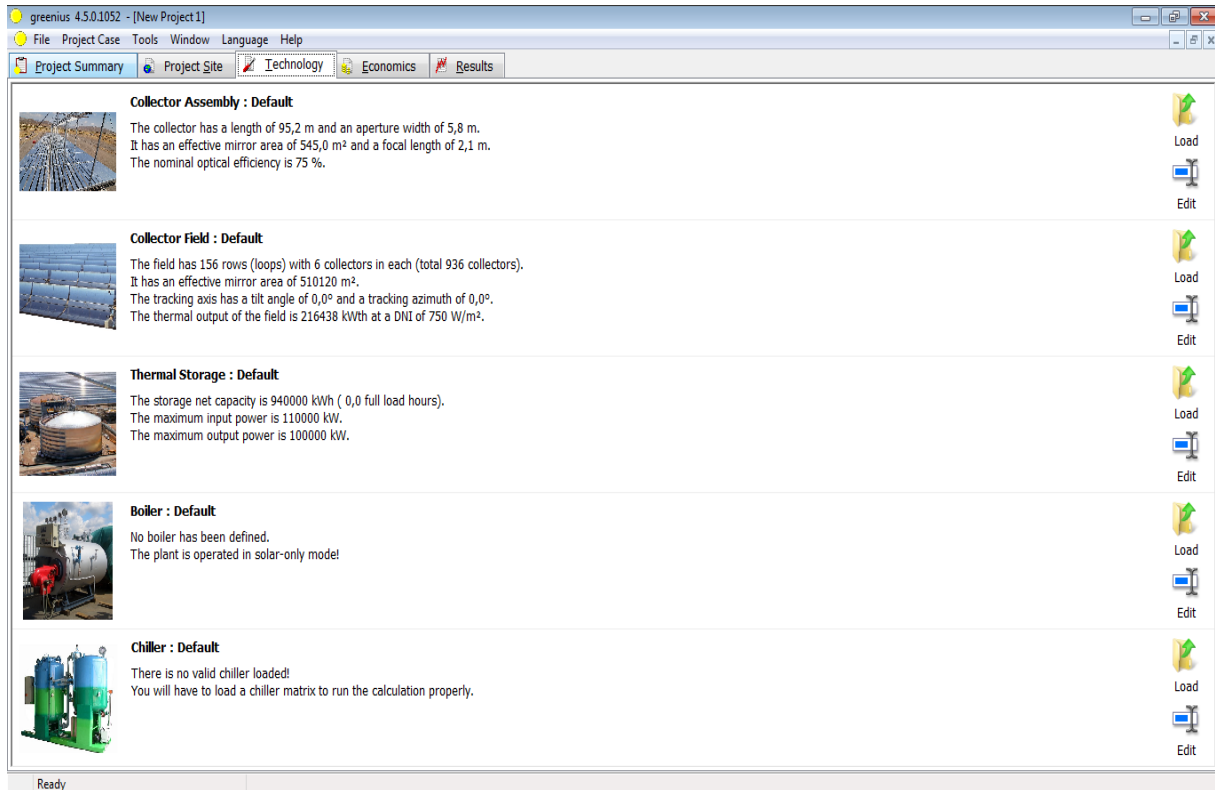 greenius 4.5.0.1052 - [New Project 1]
File Project Case Tools Window Language Help
Project Summary Project Site Technology Economics Results
Collector Assembly : Default
The collector has a length of 95,2 m and an aperture width of 5,8 m.
It has an effective mirror area of 545,0 m² and a focal length of 2,1 m.
The nominal optical efficiency is 75 %.
Load
Edit
Collector Field : Default
The field has 156 rows (loops) with 6 collectors in each (total 936 collectors).
It has an effective mirror area of 510120 m².
The tracking axis has a tilt angle of 0,0° and a tracking azimuth of 0,0°.
The thermal output of the field is 216438 kWth at a DNI of 750 W/m².
Load
Edit
Thermal Storage : Default
The storage net capacity is 940000 kWh ( 0,0 full load hours).
The maximum input power is 110000 kW.
The maximum output power is 100000 kW.
Load
Edit
Boiler : Default
No boiler has been defined.
The plant is operated in solar-only mode!
Load
Edit
Chiller : Default
There is no valid chiller loaded!
You will have to load a chiller matrix to run the calculation properly.
Load
Edit
Ready